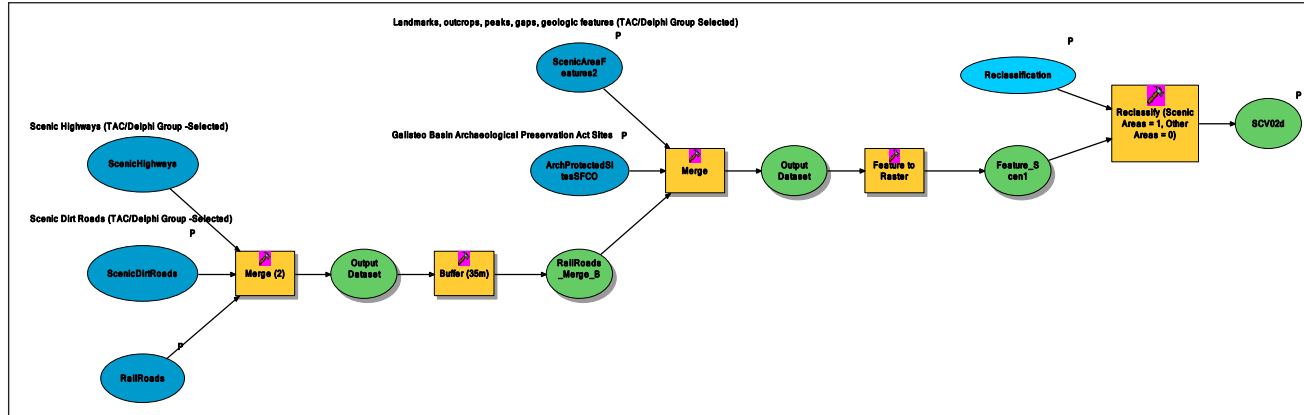 Landmarks, outcrops, peaks, gaps, geologic features (TAC/Delphi Group Selected)
P
ScenicAreaF
eatures2
P
Reclassification
Reclassify (Scenic
Areas = 1, Other
Areas = 0)
P
SCV02d
Scenic Highways (TAC/Delphi Group -Selected)
P
ScenicHighways
Galisteo Basin Archaeological Preservation Act Sites
P
ArchProtectedSi
tesSFCO
Merge
Output
Dataset
Feature to
Raster
Feature_S
cen1
Scenic Dirt Roads (TAC/Delphi Group -Selected)
P
ScenicDirtRoads
Merge (2)
Output
Dataset
Buffer (35m)
RailRoads
_Merge_B
P
RailRoads